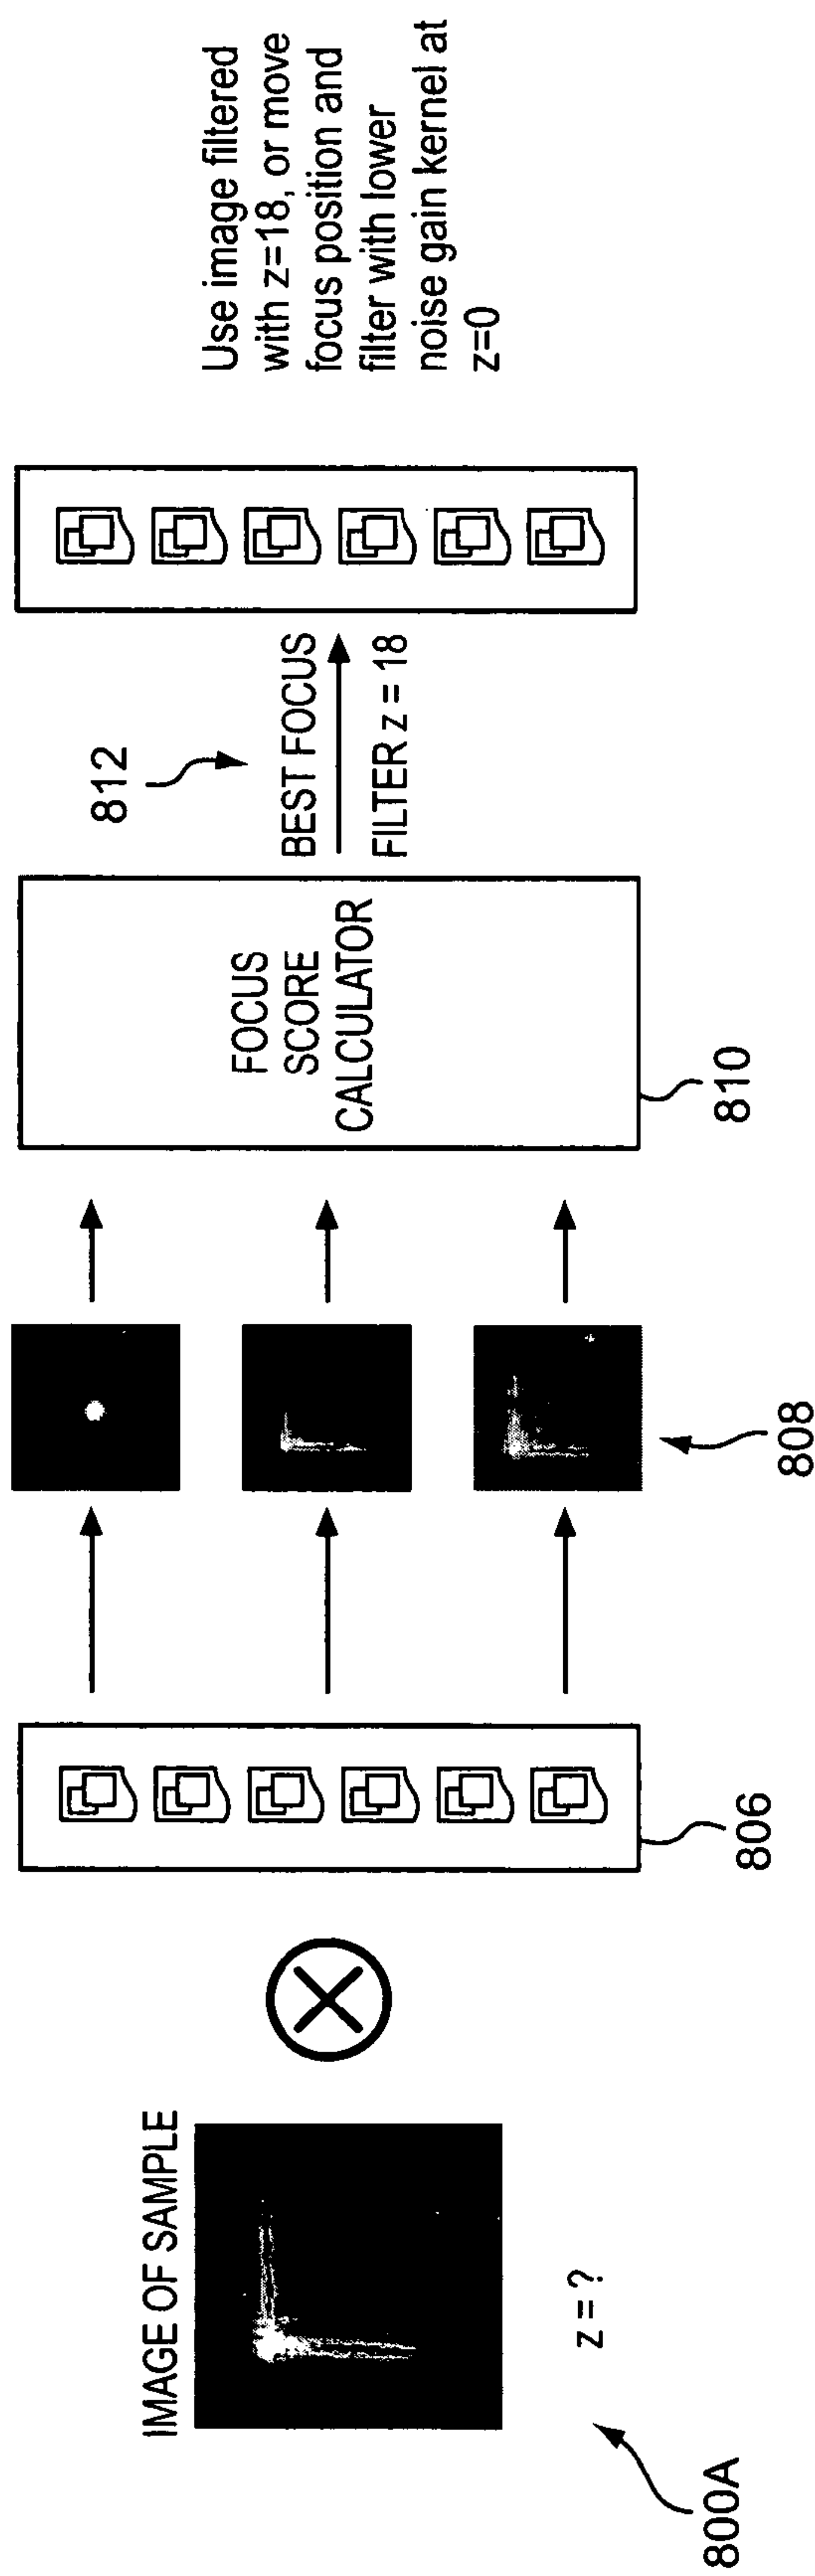 IMAGE OF SAMPLE
z = ?
800A
806
808
FOCUS
SCORE
CALCULATOR
810
812
BEST FOCUS
FILTER z = 18
Use image filtered
with z=18, or move
focus position and
filter with lower
noise gain kernel at
z=0